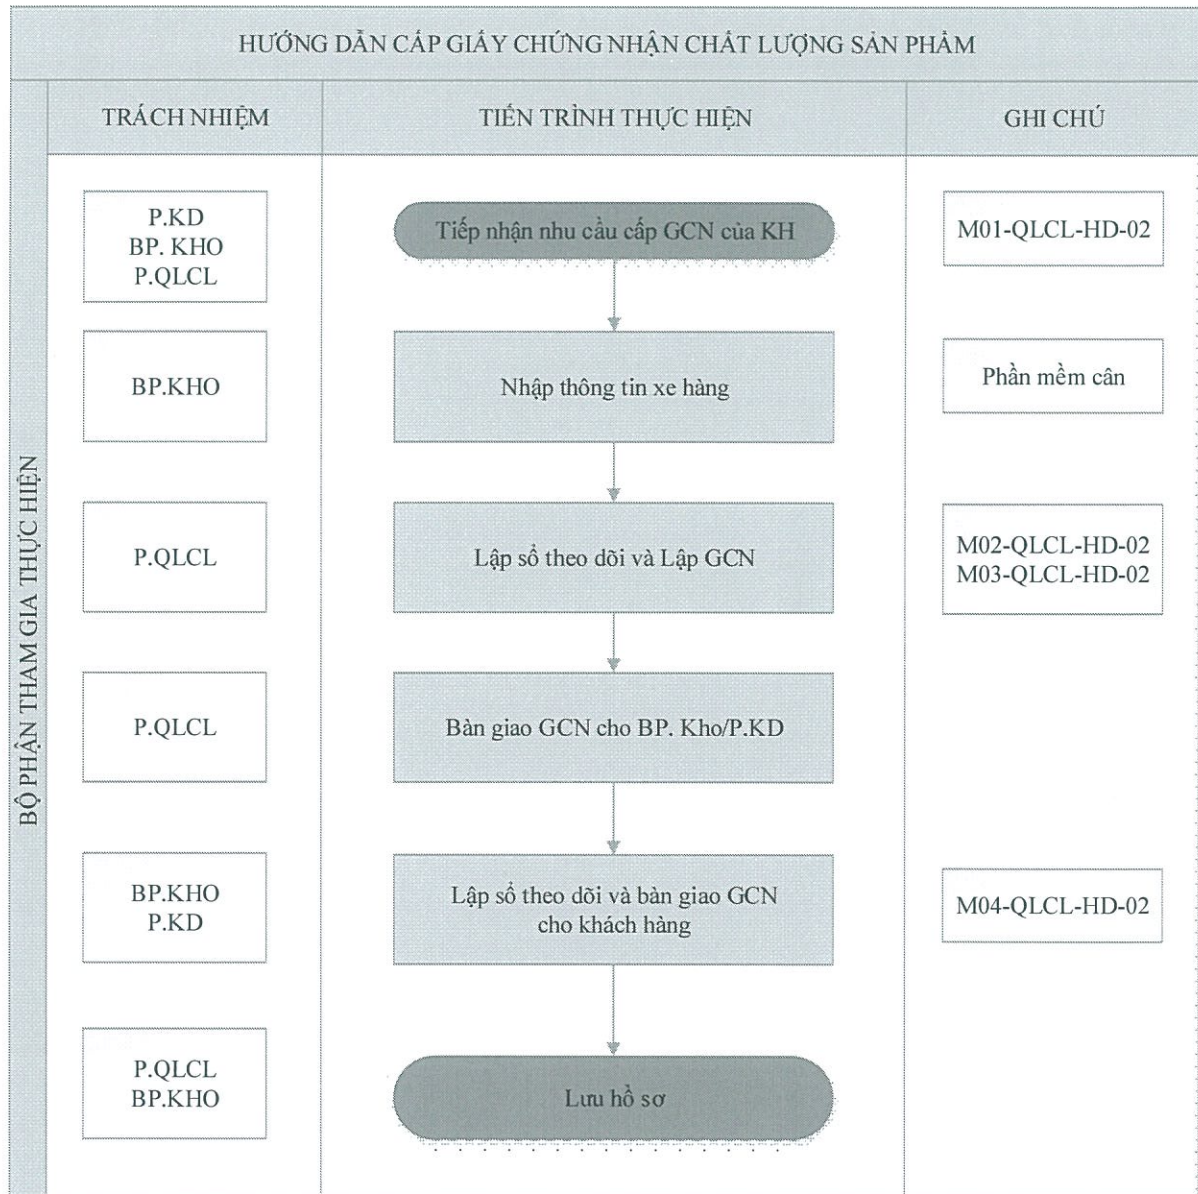 HƯỚNG DẪN CẤP GIẤY CHỨNG NHẬN CHẤT LƯỢNG SẢN PHẨM
TRÁCH NHIỆM
TIẾN TRÌNH THỰC HIỆN
GHI CHÚ
BỘ PHẬN THAM GIA THỰC HIỆN
P.KD
BP. KHO
P.QLCL
Tiếp nhận nhu cầu cấp GCN của KH
M01-QLCL-HD-02
BP.KHO
Nhập thông tin xe hàng
Phần mềm cân
P.QLCL
Lập sổ theo dõi và Lập GCN
M02-QLCL-HD-02
M03-QLCL-HD-02
P.QLCL
Bàn giao GCN cho BP. Kho/P.KD
BP.KHO
P.KD
Lập sổ theo dõi và bàn giao GCN
cho khách hàng
M04-QLCL-HD-02
P.QLCL
BP.KHO
Lưu hồ sơ